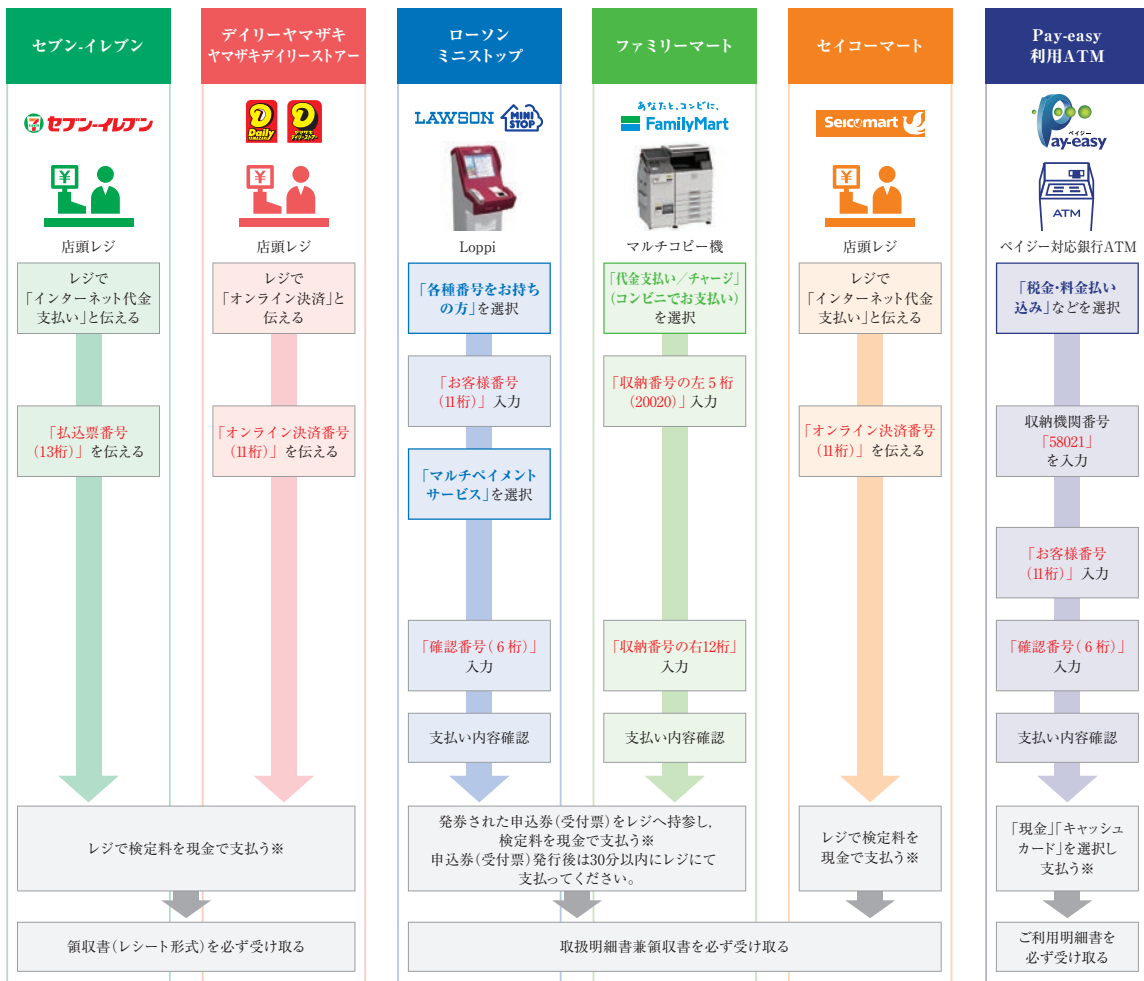 セブン-イレブン
デイリーヤマザキ
ヤマザキデイリーストアー
ローソン
ミニストップ
ファミリーマート
セイコーマート
Pay-easy
利用ATM
セブン-イレブン
Daily
YAMAZAKI
ヤマザキ
デイリーストアー
LAWSON
MINI
STOP
あなたと、コンビに、
FamilyMart
Seicomart
ペイジー
Pay-easy
¥
¥
¥
ATM
店頭レジ
店頭レジ
Loppi
マルチコピー機
店頭レジ
ペイジー対応銀行ATM
レジで
「インターネット代金
支払い」と伝える
「払込票番号
(13桁)」を伝える
レジで
「オンライン決済」と
伝える
「オンライン決済番号
(11桁)」を伝える
「各種番号をお持ち
の方」を選択
「お客様番号
(11桁)」入力
「マルチペイメント
サービス」を選択
「確認番号(6桁)」
入力
支払い内容確認
「代金支払い/チャージ」
(コンビニでお支払い)
を選択
「収納番号の左5桁
(20020)」入力
「収納番号の右12桁」
入力
支払い内容確認
レジで
「インターネット代金
支払い」と伝える
「オンライン決済番号
(11桁)」を伝える
「税金・料金払い
込み」などを選択
収納機関番号
「58021」
を入力
「お客様番号
(11桁)」入力
「確認番号(6桁)」
入力
支払い内容確認
レジで検定料を現金で支払う※
発券された申込券(受付票)をレジへ持参し,
検定料を現金で支払う※
申込券(受付票)発行後は30分以内にレジにて
支払ってください。
レジで検定料を
現金で支払う※
「現金」「キャッシュ
カード」を選択し
支払う※
領収書(レシート形式)を必ず受け取る
取扱明細書兼領収書を必ず受け取る
ご利用明細書を
必ず受け取る